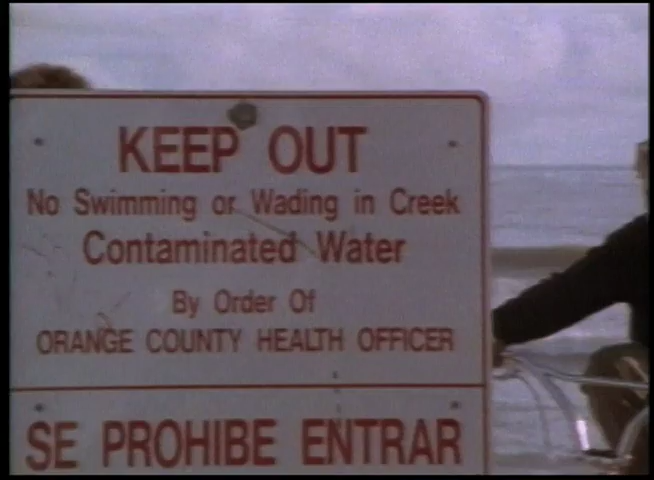 KEEP OUT
No Swimming or Wading in Creek
Contaminated Water
By Order Of
ORANGE COUNTY HEALTH OFFICER
SE PROHIBE ENTRAR